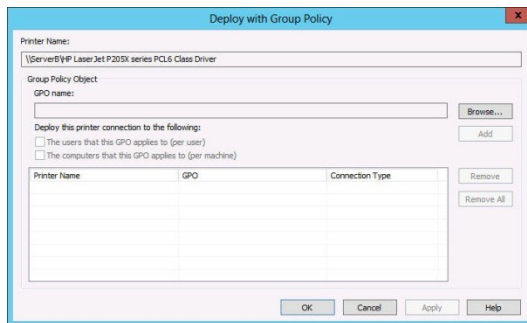 Deploy with Group Policy
x
Printer Name:
\\ServerB\HP LaserJet P205X series PCL6 Class Driver
Group Policy Object
GPO name:
Browse...
Deploy this printer connection to the following:
Add
The users that this GPO applies to (per user)
The computers that this GPO applies to (per machine)
Printer Name GPO Connection Type
Remove
Remove All
OK Cancel Apply Help